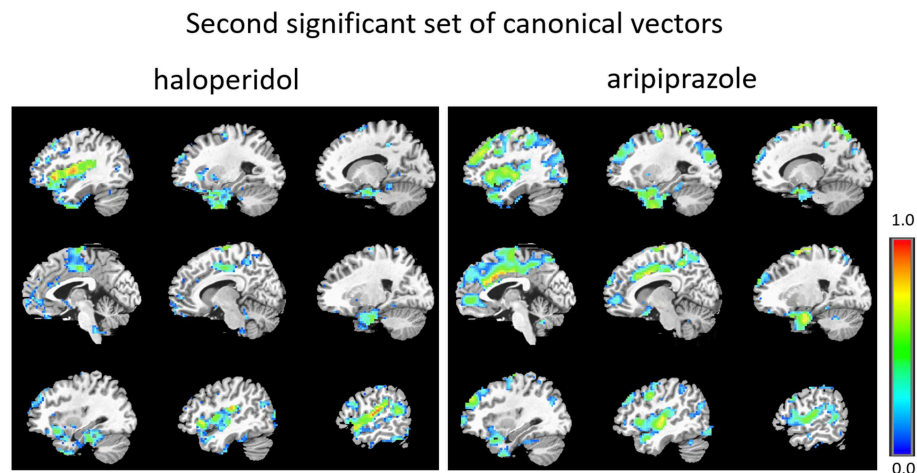 Second significant set of canonical vectors
haloperidol
aripiprazole
1.0
0.0